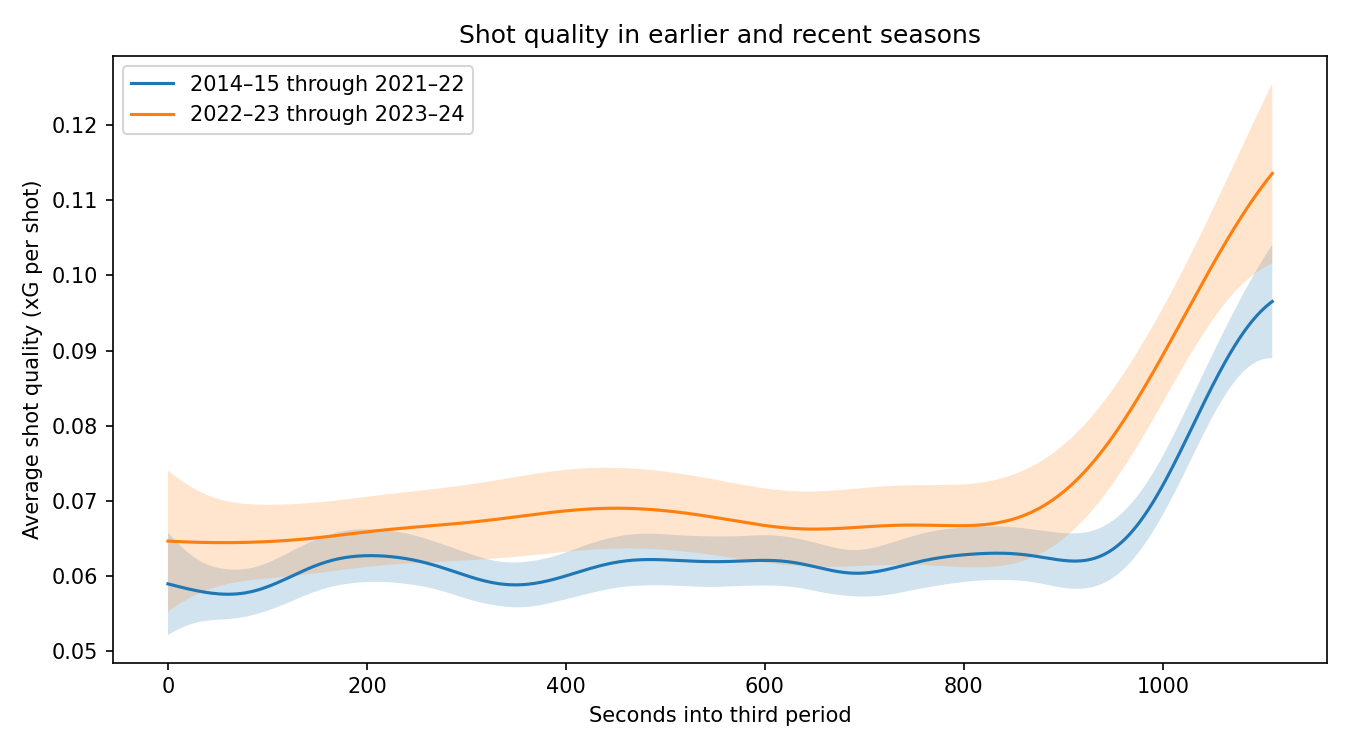 Shot quality in earlier and recent seasons
2014–15 through 2021–22
2022–23 through 2023–24
Average shot quality (xG per shot)
0.12
0.11
0.10
0.09
0.08
0.07
0.06
0.05
0
200
400
600
800
1000
Seconds into third period